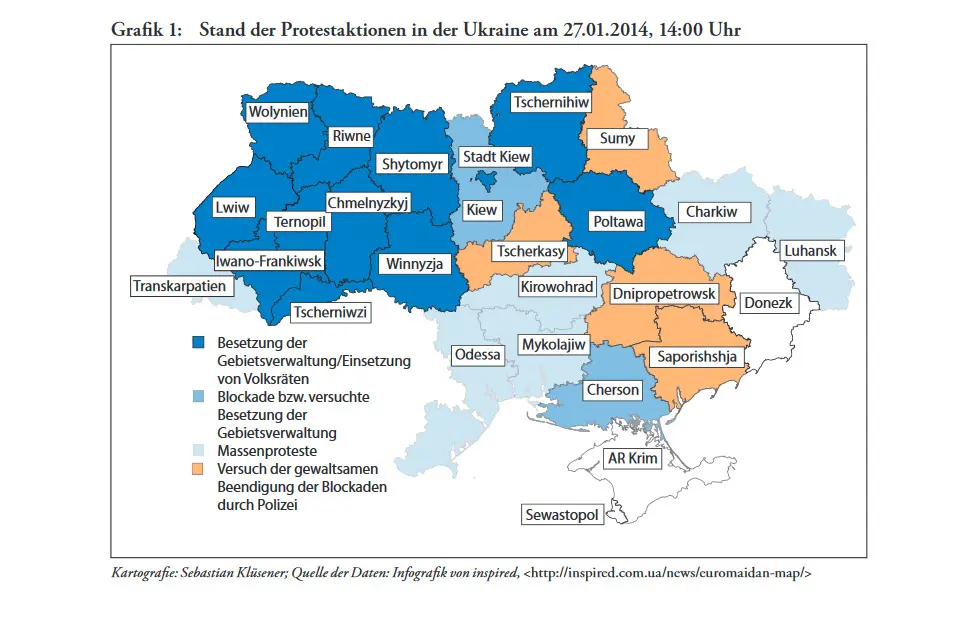 Grafik 1: Stand der Protestaktionen in der Ukraine am 27.01.2014, 14:00 Uhr
Wolynien
Tschernihiw
Riwne
Sumy
Shytomyr
Stadt Kiew
Lwiw
Chmelnyzkyj
Kiew
Ternopil
Poltawa
Charkiw
Iwano-Frankiwsk
Winnyzja
Tscherkasy
Luhansk
Transkarpatien
Kirowohrad
Dnipropetrowsk
Donezk
Tscherniwzi
Odessa
Mykolajiw
Saporishshja
Cherson
AR Krim
Sewastopol
Besetzung der
Gebietsverwaltung/Einsetzung
von Volksräten
Blockade bzw. versuchte
Besetzung der
Gebietsverwaltung
Massenproteste
Versuch der gewaltsamen
Beendigung der Blockaden
durch Polizei
Kartografie: Sebastian Klüsener; Quelle der Daten: Infografik von inspired, <http://inspired.com.ua/news/euromaidan-map/>